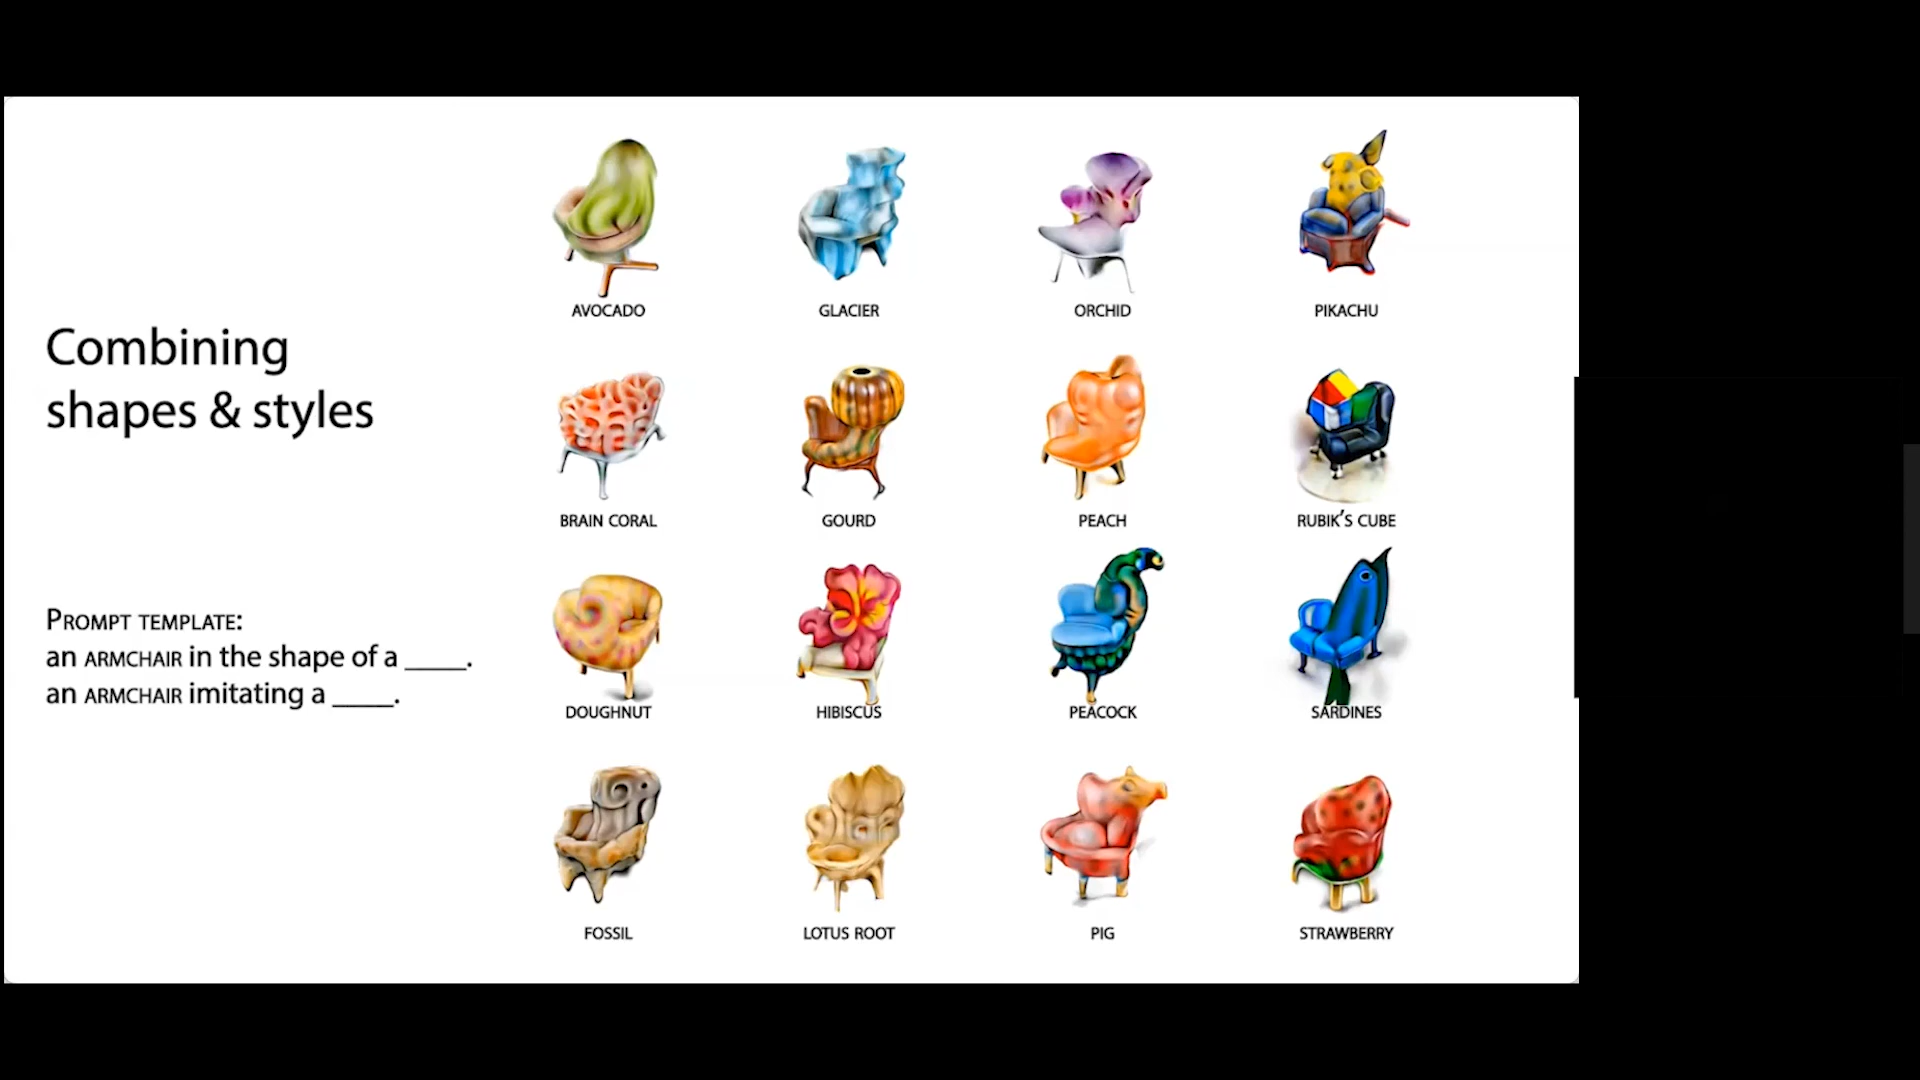 Combining
shapes & styles
PROMPT TEMPLATE:
an ARMCHAIR in the shape of a ____.
an ARMCHAIR imitating a ____.
AVOCADO GLACIER ORCHID PIKACHU
BRAIN CORAL GOURD PEACH RUBIK'S CUBE
DOUGHNUT HIBISCUS PEACOCK SARDINES
FOSSIL LOTUS ROOT PIG STRAWBERRY